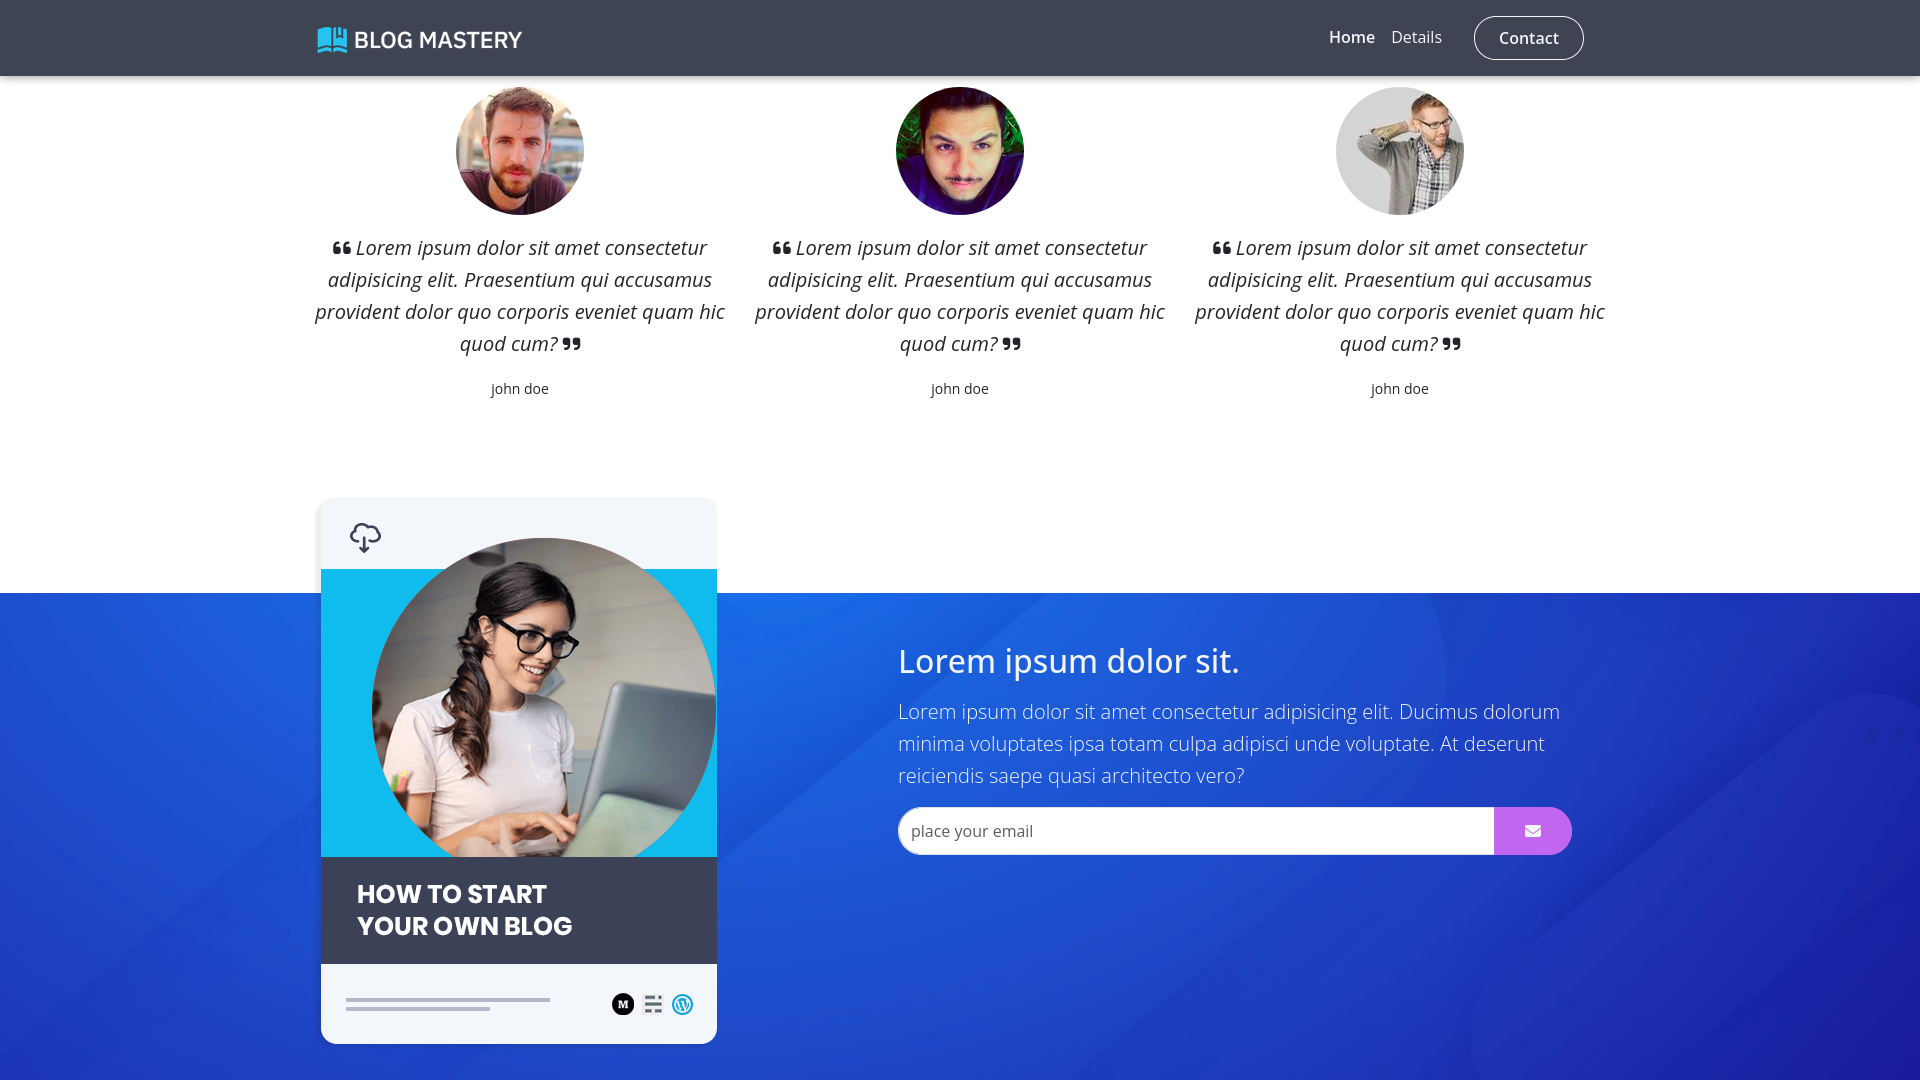 BLOG MASTERY
Home
Details
Contact
Lorem ipsum dolor sit amet consectetur
adipisicing elit. Praesentium qui accusamus
provident dolor quo corporis eveniet quam hic
quod cum?
john doe
Lorem ipsum dolor sit amet consectetur
adipisicing elit. Praesentium qui accusamus
provident dolor quo corporis eveniet quam hic
quod cum?
john doe
Lorem ipsum dolor sit amet consectetur
adipisicing elit. Praesentium qui accusamus
provident dolor quo corporis eveniet quam hic
quod cum?
john doe
HOW TO START
YOUR OWN BLOG
M
Lorem ipsum dolor sit.
Lorem ipsum dolor sit amet consectetur adipisicing elit. Ducimus dolorum
minima voluptates ipsa totam culpa adipisci unde voluptate. At deserunt
reiciendis saepe quasi architecto vero?
place your email